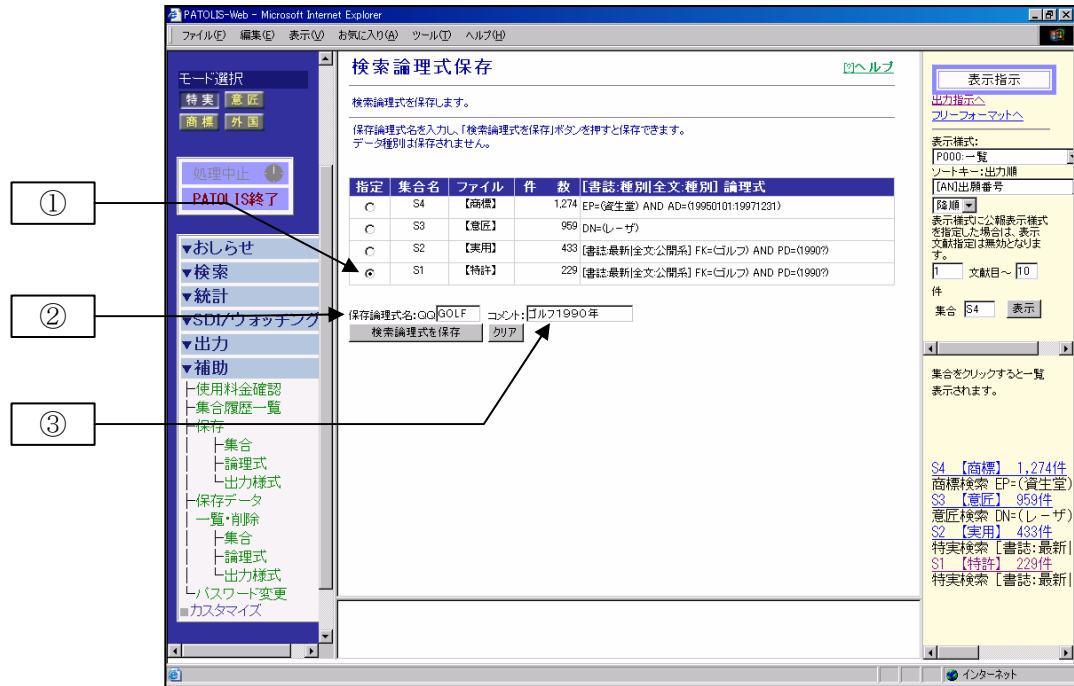 PATOLIS-Web - Microsoft Internet Explorer
ファイル(F) 編集(E) 表示(V) お気に入り(A) ツール(T) ヘルプ(H)
①
②
③
モード選択
特実 意匠
商標 外国
処理中止
PATOLIS終了
▼おしらせ
▼検索
▼統計
▼SDI/ウォッチング
▼出力
▼補助
├使用料金確認
├集合履歴一覧
├保存
│ ├集合
│ ├論理式
│ └出力様式
├保存データ
│ 一覧・削除
│ ├集合
│ ├論理式
│ └出力様式
└パスワード変更
■カスタマイズ
検索論理式保存
[?]ヘルプ
検索論理式を保存します。
保存論理式名を入力し、「検索論理式を保存」ボタンを押すと保存できます。
データ種別は保存されません。
指定 集合名 ファイル 件 数 [書誌:種別|全文:種別] 論理式
S4 【商標】 1,274 EP=(資生堂) AND AD=(19950101:19971231)
S3 【意匠】 959 DN=(レーザ)
S2 【実用】 433 [書誌:最新|全文:公開系] FK=(ゴルフ) AND PD=(1990?)
S1 【特許】 229 [書誌:最新|全文:公開系] FK=(ゴルフ) AND PD=(1990?)
保存論理式名:QQ GOLF コメント: ゴルフ1990年
検索論理式を保存 クリア
表示指示
出力指示へ
フリーフォーマットへ
表示様式:
P000:一覧
ソートキー:出力順
[AN]出願番号
降順
表示様式に公報表示様式
を指定した場合は、表示
文献指定は無効となりま
す。
1 文献目~ 10
件
集合 S4 表示
集合をクリックすると一覧
表示されます。
S4 【商標】 1,274件
商標検索 EP=(資生堂)
S3 【意匠】 959件
意匠検索 DN=(レーザ)
S2 【実用】 433件
特実検索 [書誌:最新|
S1 【特許】 229件
特実検索 [書誌:最新|
インターネット